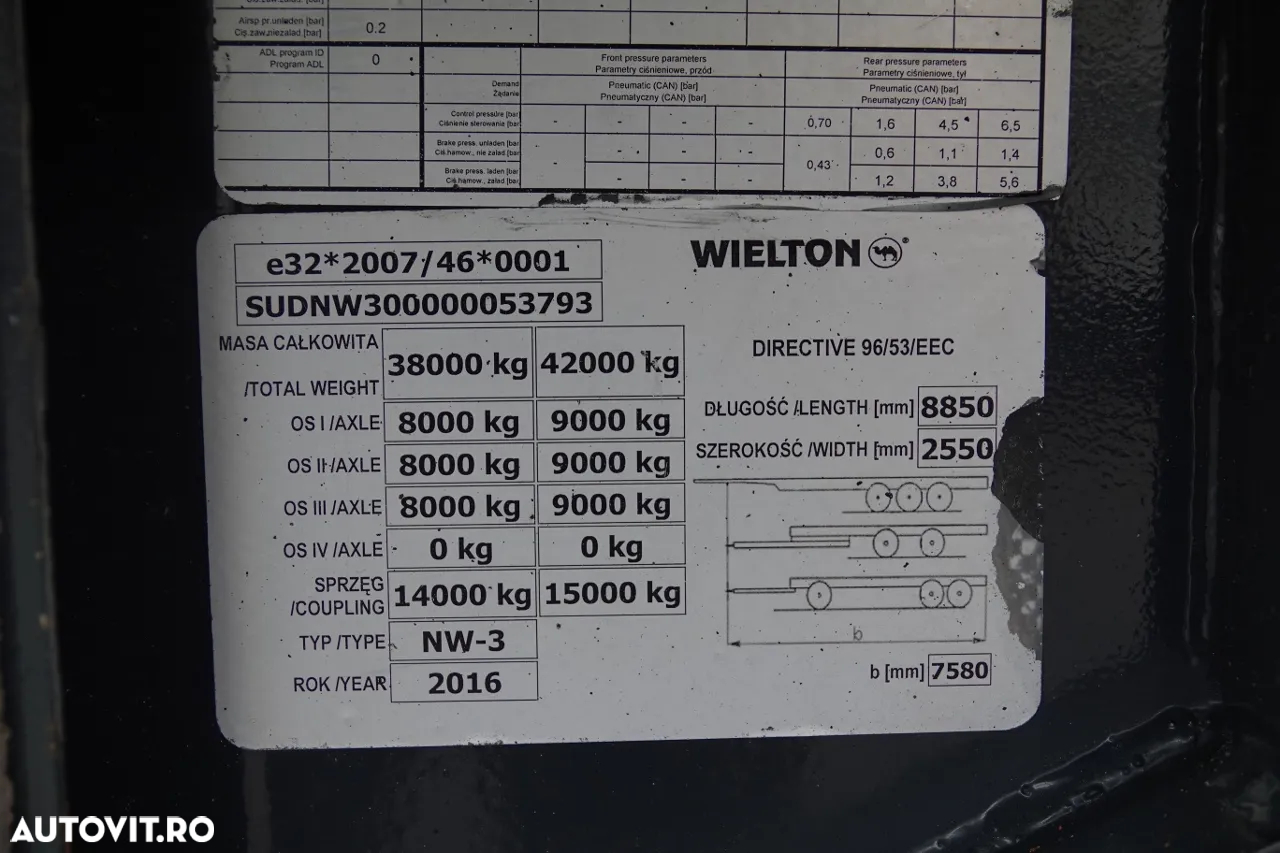 Airsp pr.unladen [bar]
Ciś.zaw.niezalad. [bar]
0.2
ADL program ID
Program ADL
0
Front pressure parameters
Parametry ciśnieniowe, przód
Rear pressure parameters
Parametry ciśnieniowe, tył
Demand
Żądanie
Pneumatic (CAN) [bar]
Pneumatyczny (CAN) [bar]
Pneumatic (CAN) [bar]
Pneumatyczny (CAN) [bar]
Control pressure [bar
Ciśnienie sterowania [bar
- - - - 0,70 1,6 4,5 6,5
Brake press, unladen [bar
Ciś.hamow., nie zalad. [bar
- - - - 0,43 0,6 1,1 1,4
Brake press. laden [bar
Ciś.hamow., zalad. [bar
- - - 1,2 3,8 5,6
e32*2007/46*0001
SUDNW300000053793
WIELTON
MASA CAŁKOWITA
/TOTAL WEIGHT
38000 kg 42000 kg
OS I /AXLE 8000 kg 9000 kg
OS II /AXLE 8000 kg 9000 kg
OS III /AXLE 8000 kg 9000 kg
OS IV /AXLE 0 kg 0 kg
SPRZĘG
/COUPLING
14000 kg 15000 kg
TYP /TYPE NW-3
ROK /YEAR 2016
DIRECTIVE 96/53/EEC
DŁUGOŚĆ /LENGTH [mm] 8850
SZEROKOŚĆ /WIDTH [mm] 2550
b
b [mm] 7580
AUTOVIT.RO